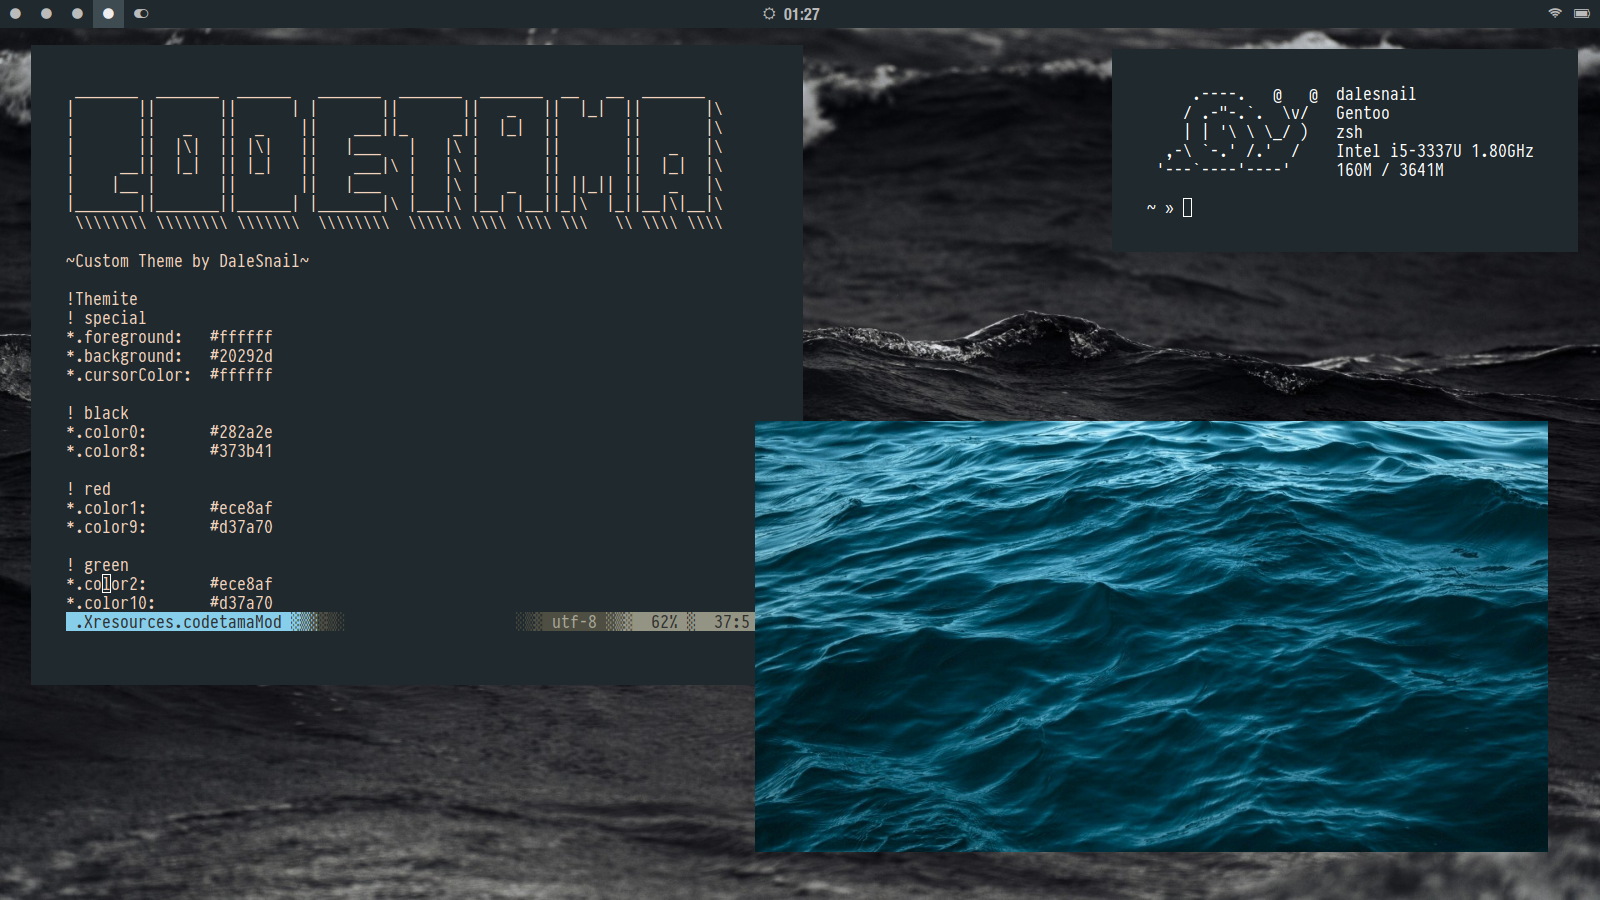 01:27
CODETAMA
~Custom Theme by DaleSnail~
!Themite
! special
*.foreground:   #ffffff
*.background:   #20292d
*.cursorColor:  #ffffff
! black
*.color0:       #282a2e
*.color8:       #373b41
! red
*.color1:       #ece8af
*.color9:       #d37a70
! green
*.color2:       #ece8af
*.color10:      #d37a70
.Xresources.codetamaMod utf-8 62% 37:5
dalesnail
Gentoo
zsh
Intel i5-3337U 1.80GHz
160M / 3641M
~ »